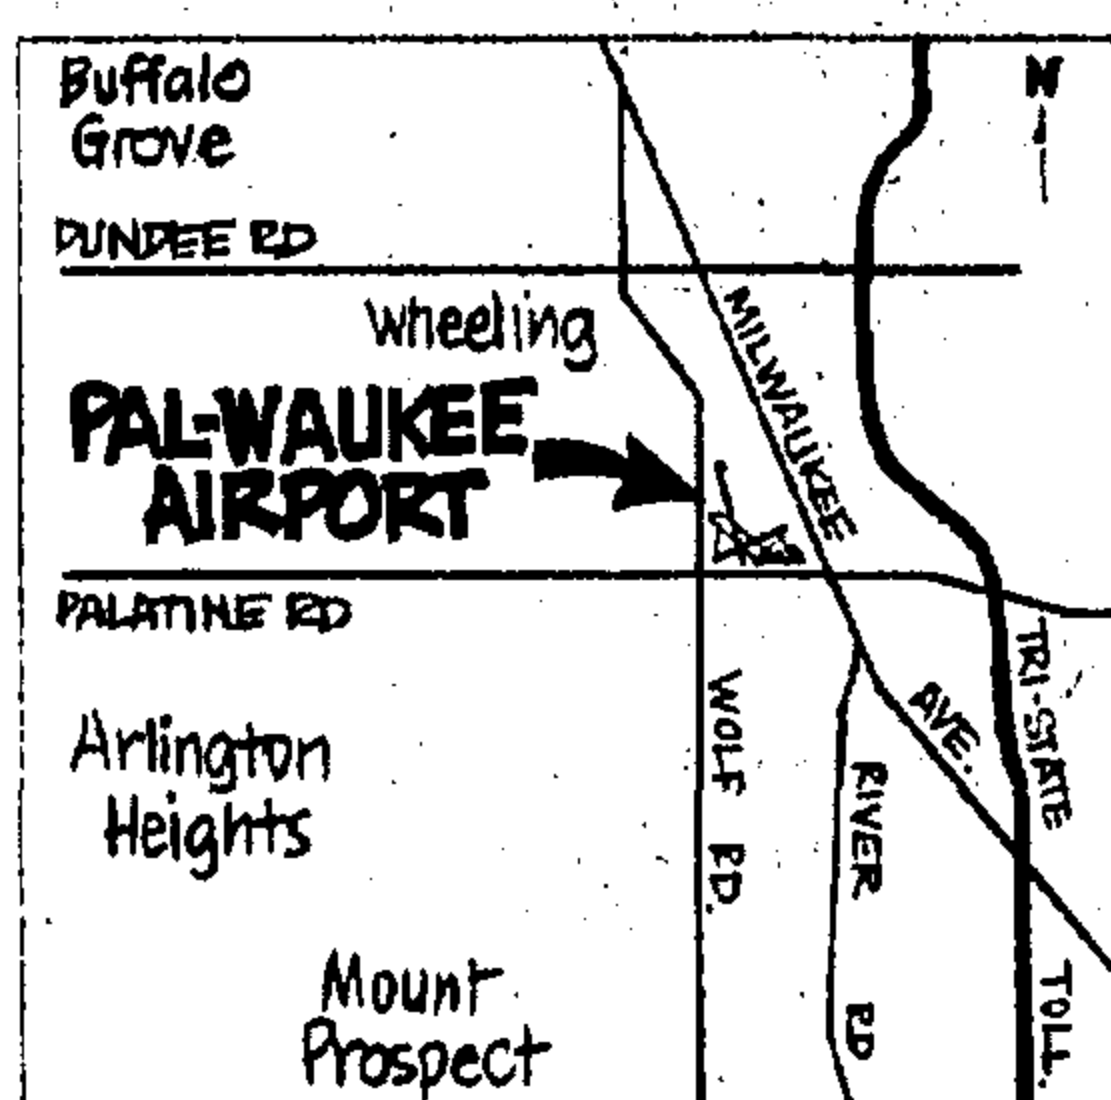 Buffalo
Grove
N
DUNDEE RD
Wheeling
MILWAUKEE
PAL-WAUKEE
AIRPORT
PALATINE RD
TRI-STATE
WOLF RD.
AVE.
Arlington
Heights
RIVER RD
Mount
Prospect
TOLL.